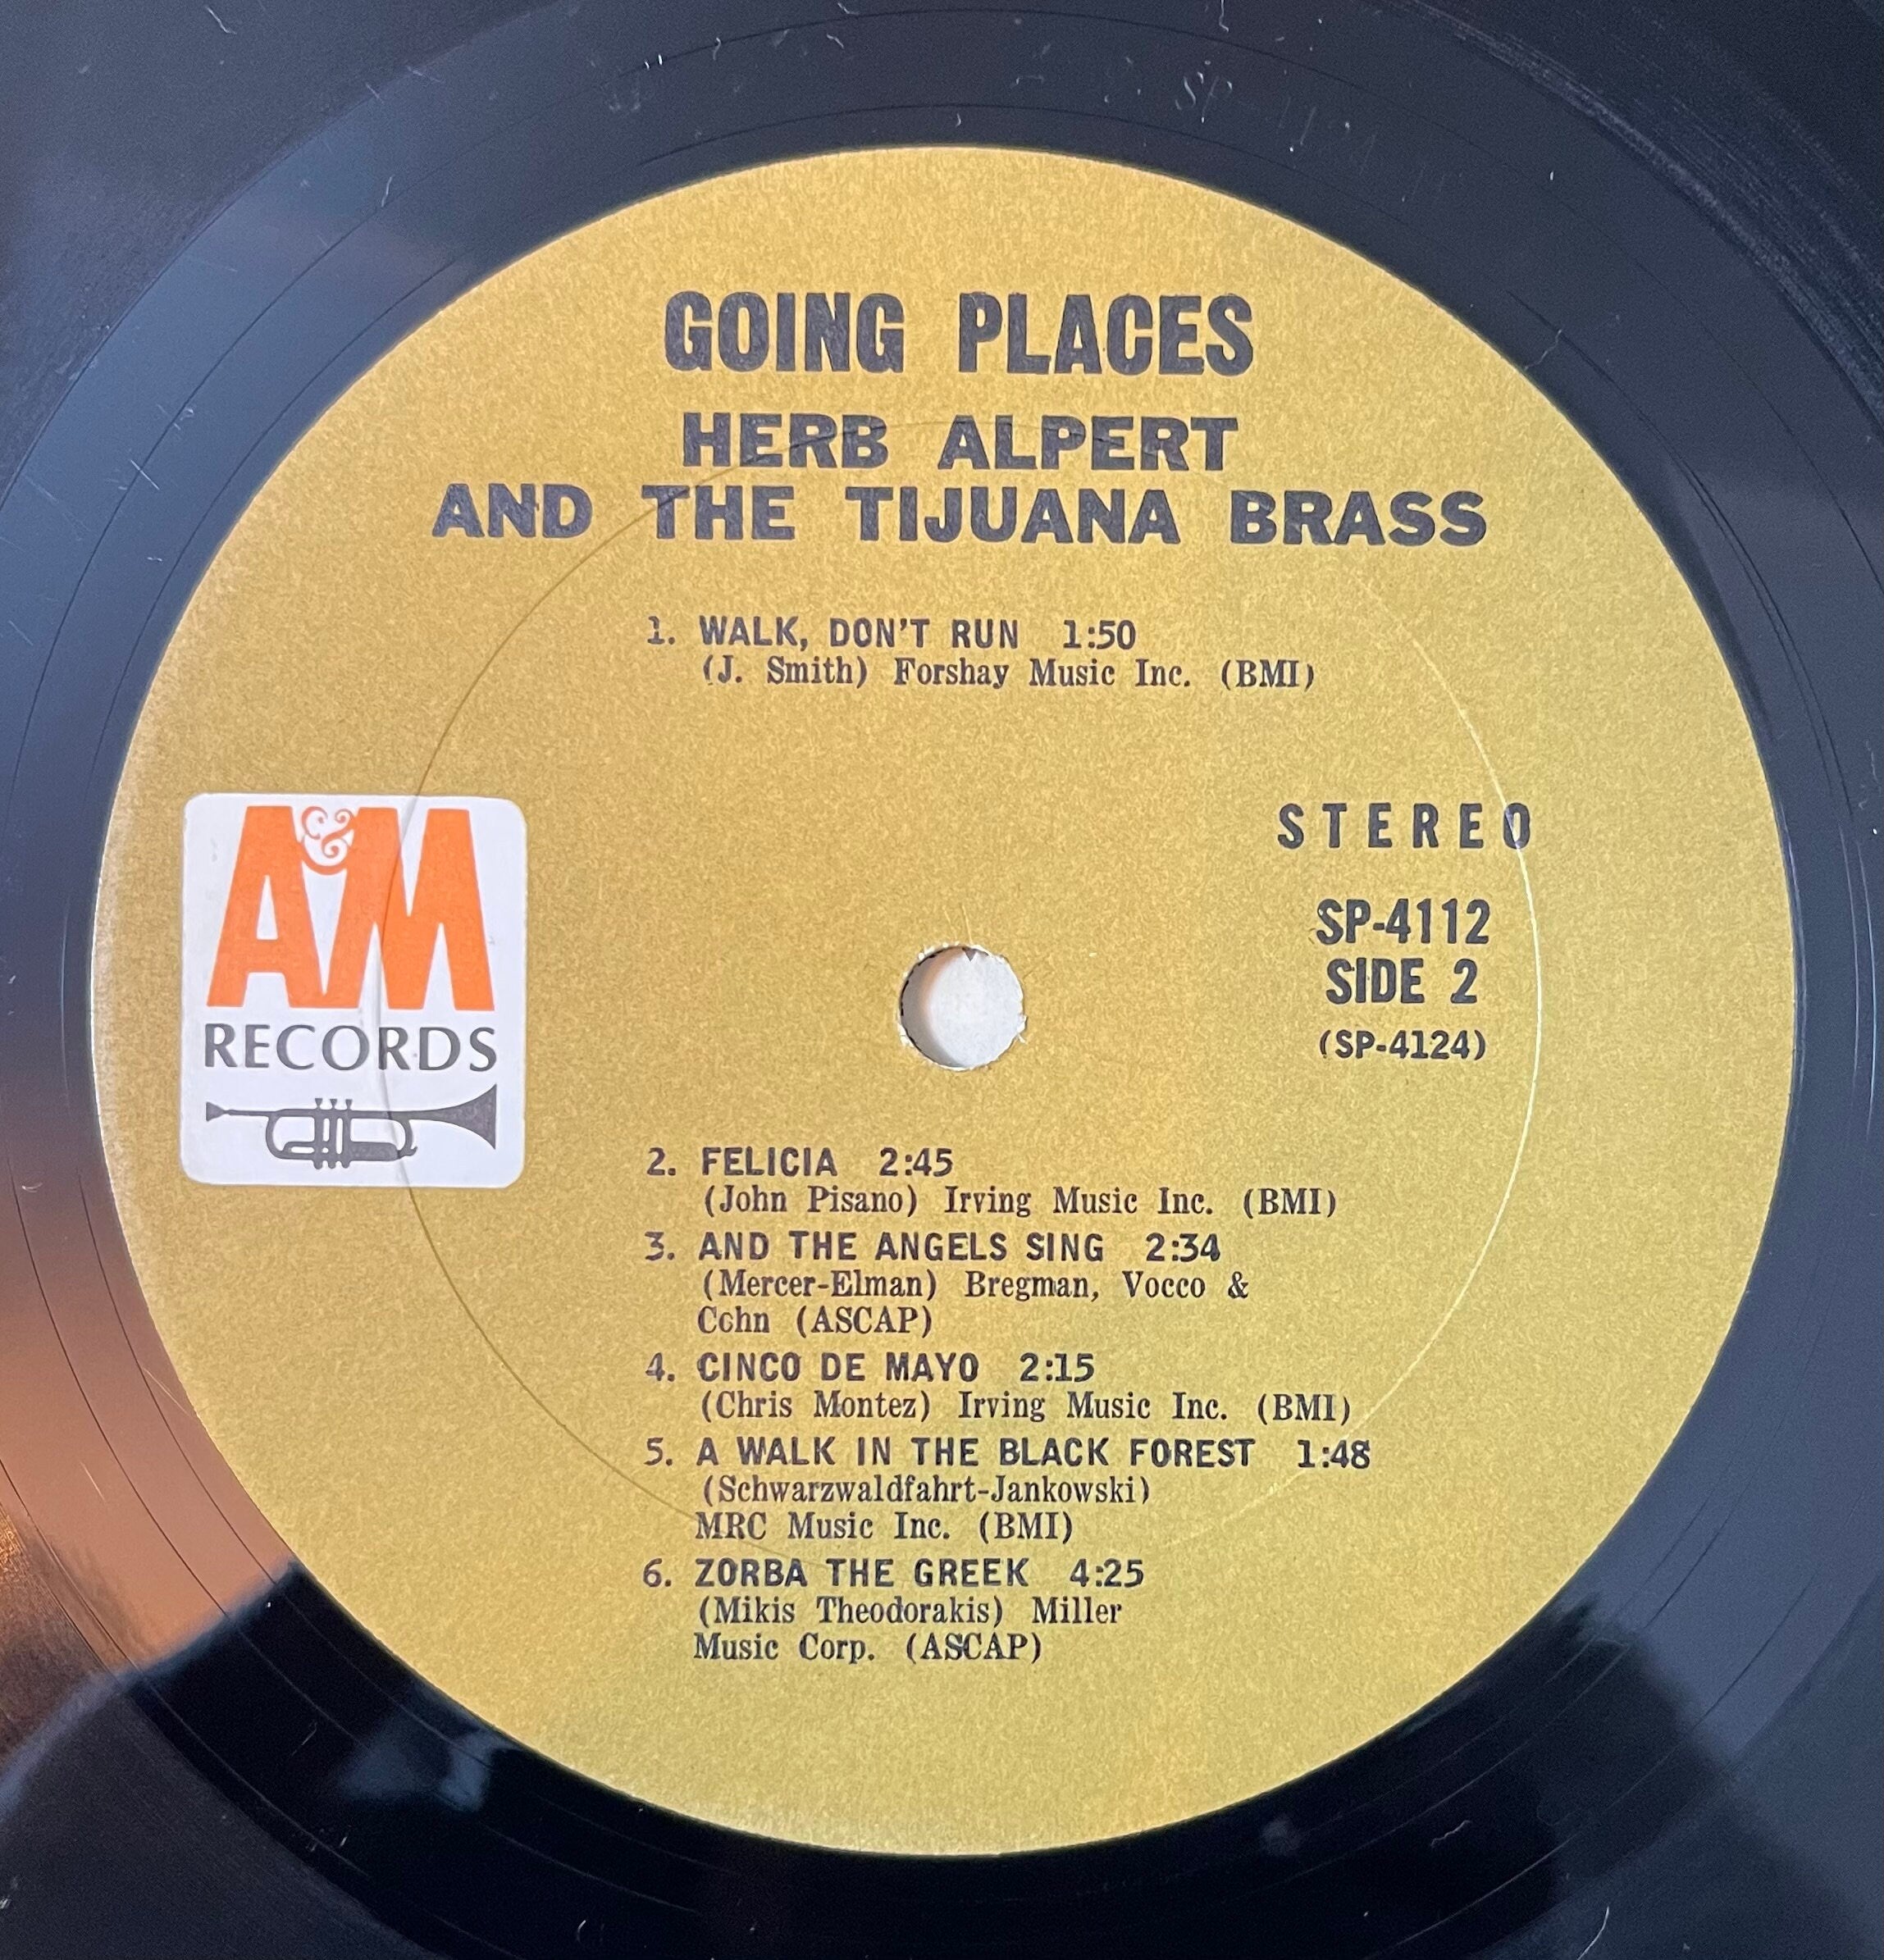 GOING PLACES
HERB ALPERT
AND THE TIJUANA BRASS
1. WALK, DON'T RUN 1:50
(J. Smith) Forshay Music Inc. (BMI)
A&M
RECORDS
STEREO
SP-4112
SIDE 2
(SP-4124)
2. FELICIA 2:45
(John Pisano) Irving Music Inc. (BMI)
3. AND THE ANGELS SING 2:34
(Mercer-Elman) Bregman, Vocco &
Cohn (ASCAP)
4. CINCO DE MAYO 2:15
(Chris Montez) Irving Music Inc. (BMI)
5. A WALK IN THE BLACK FOREST 1:48
(Schwarzwaldfahrt-Jankowski)
MRC Music Inc. (BMI)
6. ZORBA THE GREEK 4:25
(Mikis Theodorakis) Miller
Music Corp. (ASCAP)